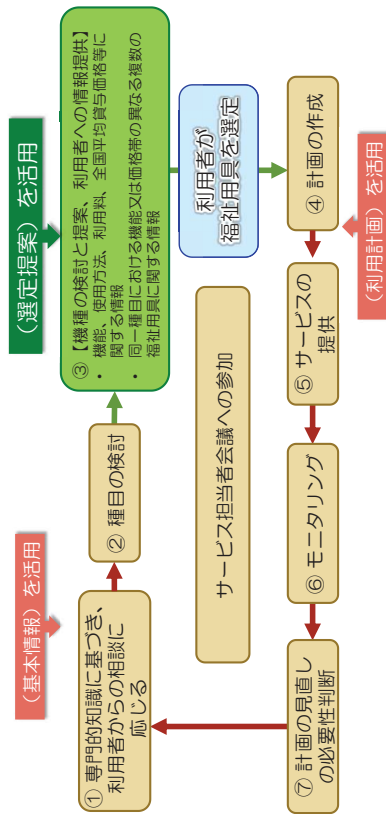 （基本情報）を活用
① 専門的知識に基づき、
利用者からの相談に
応じる
② 種目の検討
（選定提案）を活用
③ 【機種の検討と提案、利用者への情報提供】
・ 機能、使用方法、利用料、全国平均貸与価格等に
関する情報
・ 同一種目における機能又は価格帯の異なる複数の
福祉用具に関する情報
利用者が
福祉用具を選定
サービス担当者会議への参加
④ 計画の作成
（利用計画）を活用
⑤ サービスの
提供
⑥ モニタリング
⑦ 計画の見直し
の必要性判断